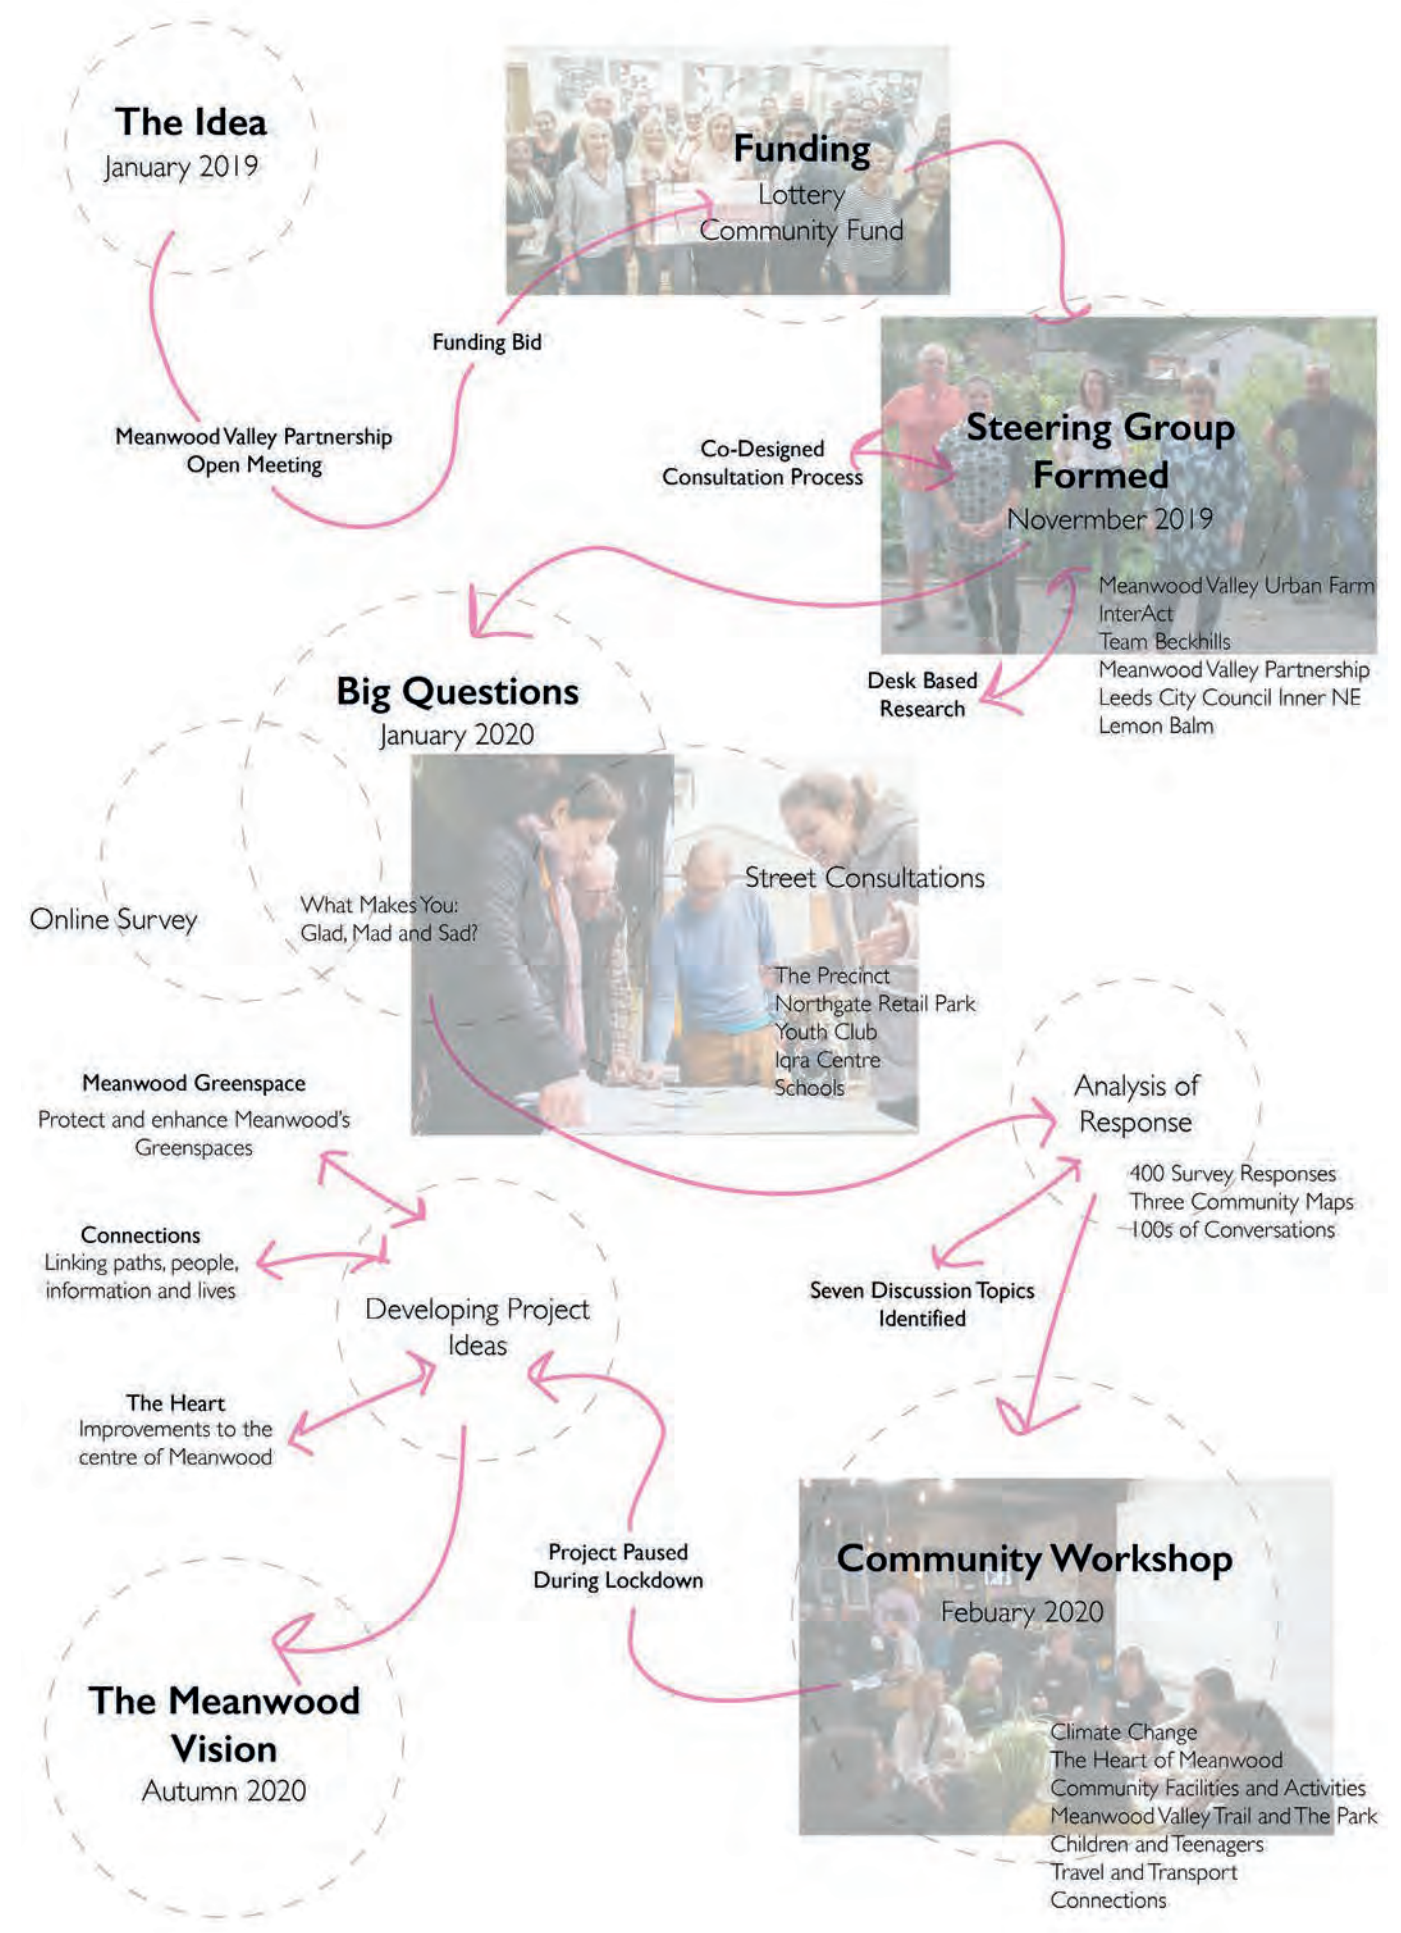 The Idea
January 2019
Funding
Lottery
Community Fund
Funding Bid
Meanwood Valley Partnership
Open Meeting
Co-Designed
Consultation Process
Steering Group
Formed
Novermber 2019
Meanwood Valley Urban Farm
InterAct
Team Beckhills
Meanwood Valley Partnership
Leeds City Council Inner NE
Lemon Balm
Desk Based
Research
Big Questions
January 2020
Online Survey
What Makes You:
Glad, Mad and Sad?
Street Consultations
The Precinct
Northgate Retail Park
Youth Club
Iqra Centre
Schools
Analysis of
Response
400 Survey Responses
Three Community Maps
100s of Conversations
Seven Discussion Topics
Identified
Meanwood Greenspace
Protect and enhance Meanwood's
Greenspaces
Connections
Linking paths, people,
information and lives
Developing Project
Ideas
The Heart
Improvements to the
centre of Meanwood
Project Paused
During Lockdown
Community Workshop
Febuary 2020
Climate Change
The Heart of Meanwood
Community Facilities and Activities
Meanwood Valley Trail and The Park
Children and Teenagers
Travel and Transport
Connections
The Meanwood
Vision
Autumn 2020